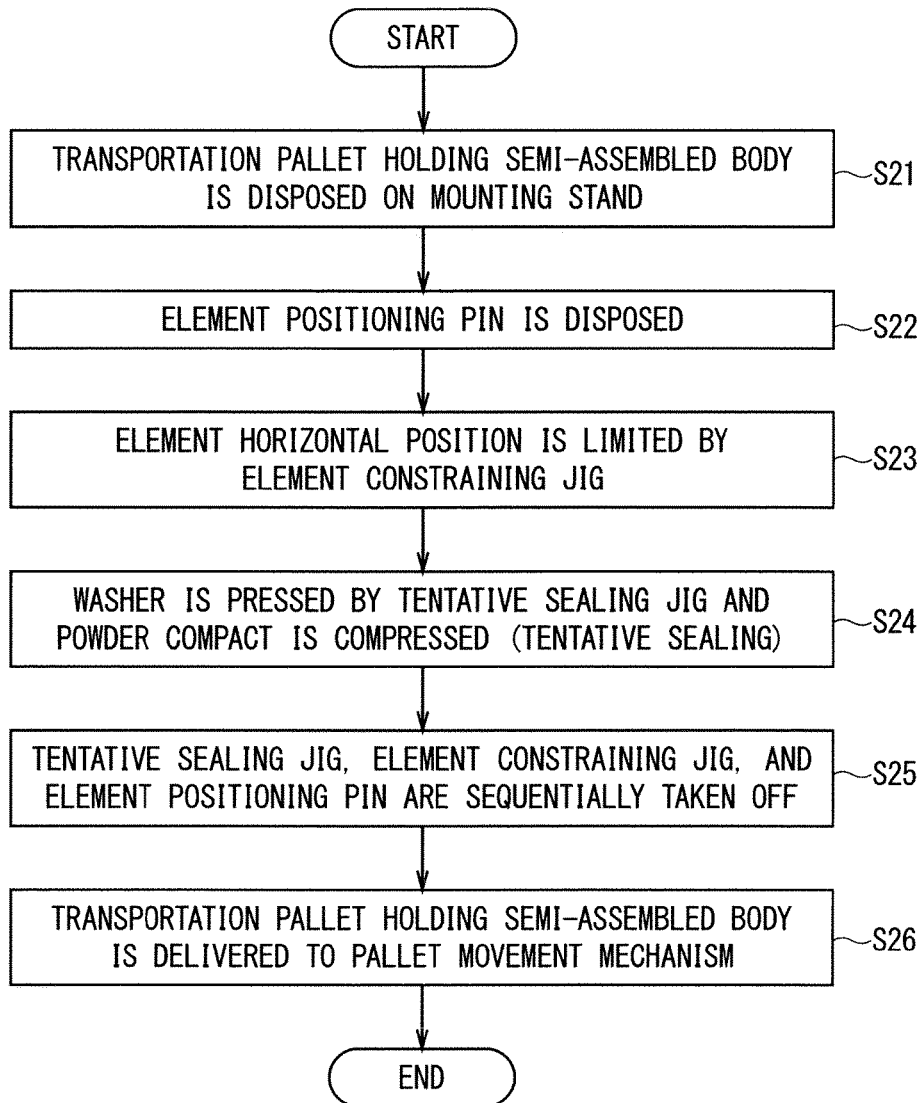 START
TRANSPORTATION PALLET HOLDING SEMI-ASSEMBLED BODY
IS DISPOSED ON MOUNTING STAND
S21
ELEMENT POSITIONING PIN IS DISPOSED
S22
ELEMENT HORIZONTAL POSITION IS LIMITED BY
ELEMENT CONSTRAINING JIG
S23
WASHER IS PRESSED BY TENTATIVE SEALING JIG AND
POWDER COMPACT IS COMPRESSED (TENTATIVE SEALING)
S24
TENTATIVE SEALING JIG, ELEMENT CONSTRAINING JIG, AND
ELEMENT POSITIONING PIN ARE SEQUENTIALLY TAKEN OFF
S25
TRANSPORTATION PALLET HOLDING SEMI-ASSEMBLED BODY
IS DELIVERED TO PALLET MOVEMENT MECHANISM
S26
END